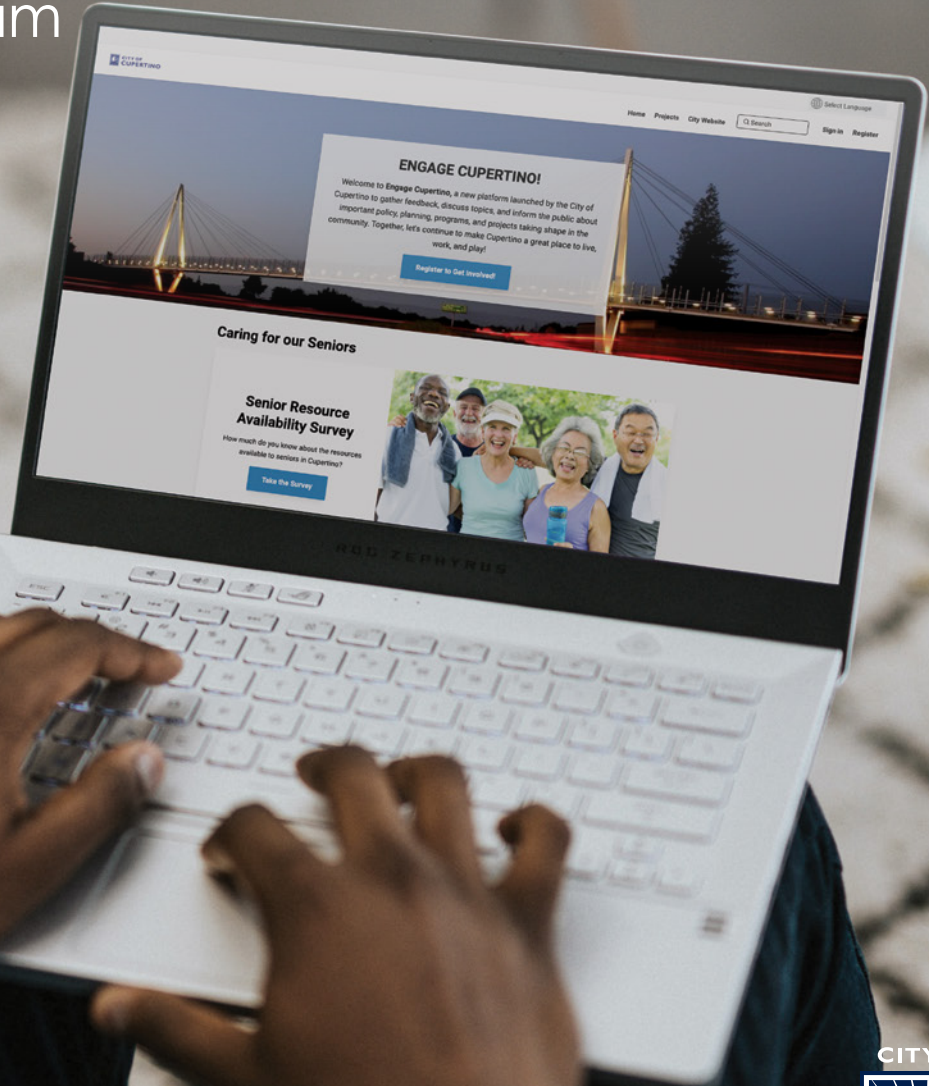 um
CITY OF
CUPERTINO
Select Language
Home Projects City Website Search Sign in Register
ENGAGE CUPERTINO!
Welcome to Engage Cupertino, a new platform launched by the City of
Cupertino to gather feedback, discuss topics, and inform the public about
important policy, planning, programs, and projects taking shape in the
community. Together, let's continue to make Cupertino a great place to live,
work, and play!
Register to Get Involved!
Caring for our Seniors
Senior Resource
Availability Survey
How much do you know about the resources
available to seniors in Cupertino?
Take the Survey
ROG ZEPHYRUS
CITY